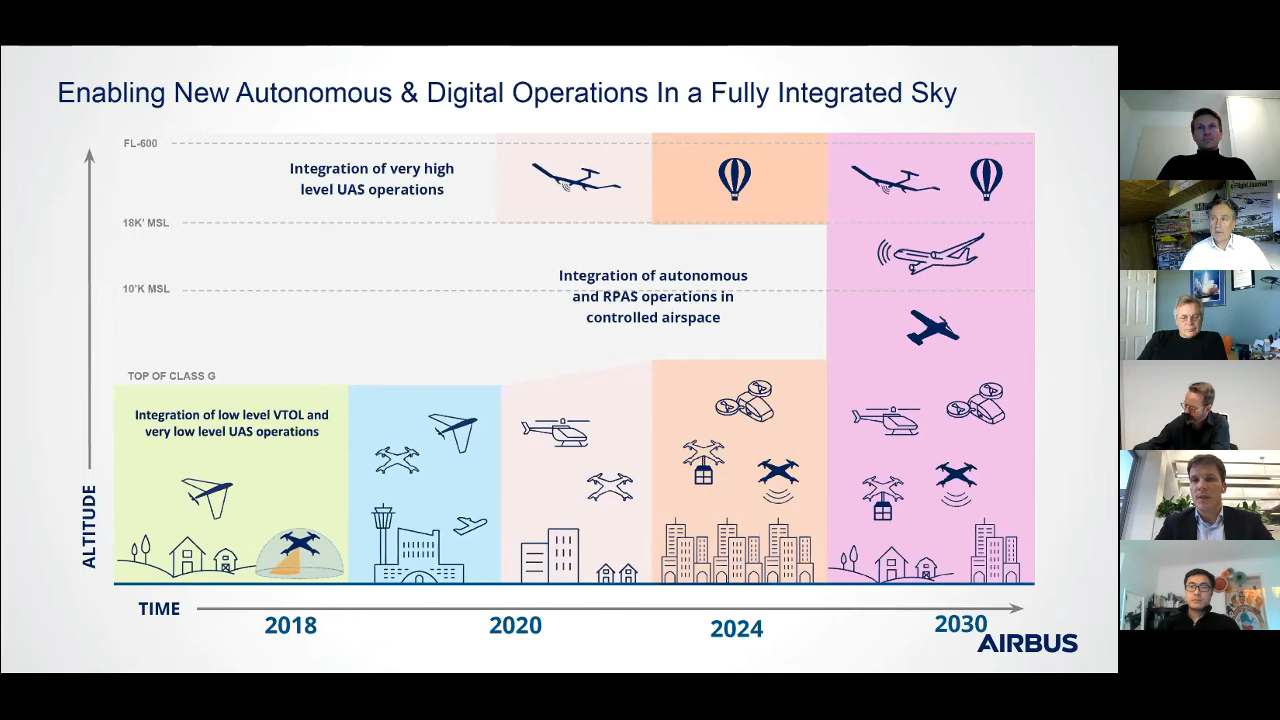 Enabling New Autonomous & Digital Operations In a Fully Integrated Sky
FL-600
Integration of very high
level UAS operations
18K' MSL
Integration of autonomous
10'K MSL
and RPAS operations in
controlled airspace
TOP OF CLASS G
Integration of low level VTOL and
very low level UAS operations
ALTITUDE
TIME
2018
2020
2024
2030
AIRBUS
eFlightJournal